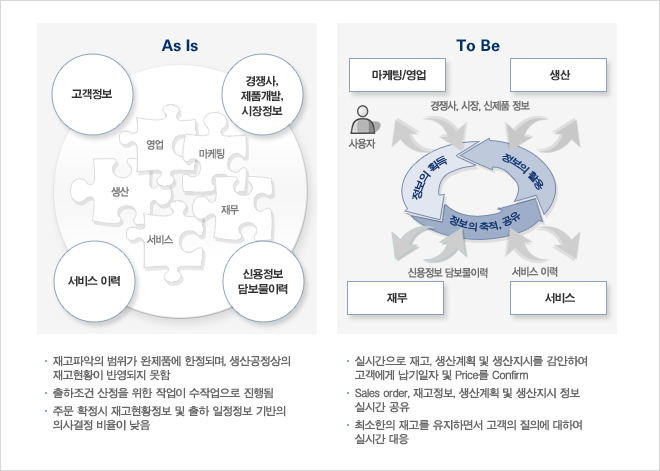 As Is
고객정보
경쟁사,
제품개발,
시장정보
영업
마케팅
생산
재무
서비스
서비스 이력
신용정보
담보물이력
· 재고파악의 범위가 완제품에 한정되며, 생산공정상의
재고현황이 반영되지 못함
· 출하조건 산정을 위한 작업이 수작업으로 진행됨
· 주문 확정시 재고현황정보 및 출하 일정정보 기반의
의사결정 비율이 낮음
To Be
마케팅/영업
생산
경쟁사, 시장, 신제품 정보
사용자
정보의 획득
정보의 활용
정보의 축적, 공유
신용정보 담보물이력
서비스 이력
재무
서비스
· 실시간으로 재고, 생산계획 및 생산지시를 감안하여
고객에게 납기일자 및 Price를 Confirm
· Sales order, 재고정보, 생산계획 및 생산지시 정보
실시간 공유
· 최소한의 재고를 유지하면서 고객의 질의에 대하여
실시간 대응